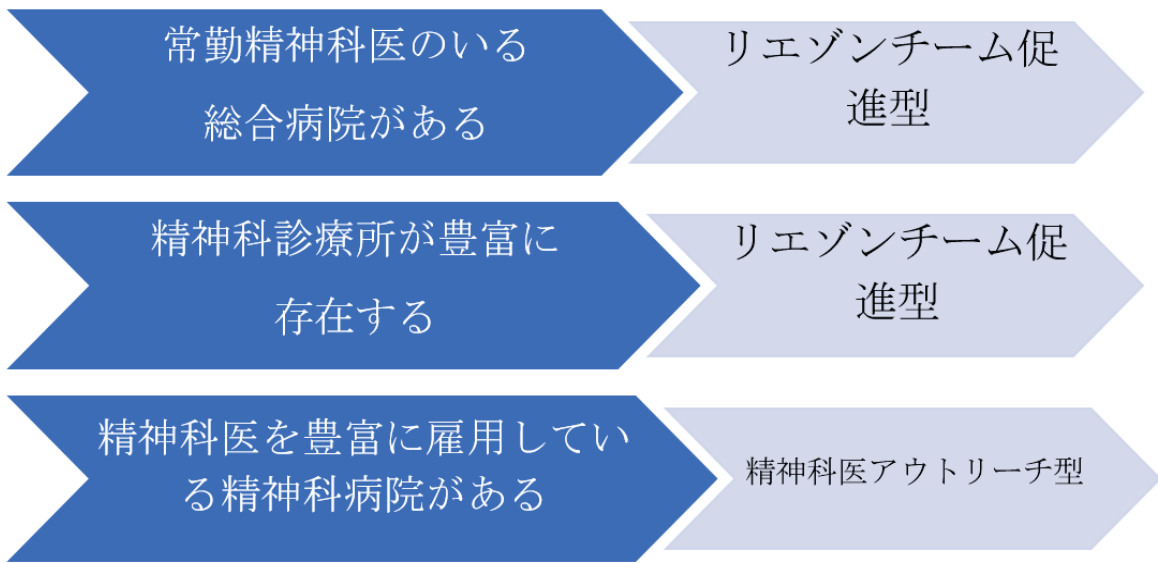 常勤精神科医のいる
総合病院がある
リエゾンチーム促
進型
精神科診療所が豊富に
存在する
リエゾンチーム促
進型
精神科医を豊富に雇用してい
る精神科病院がある
精神科医アウトリーチ型